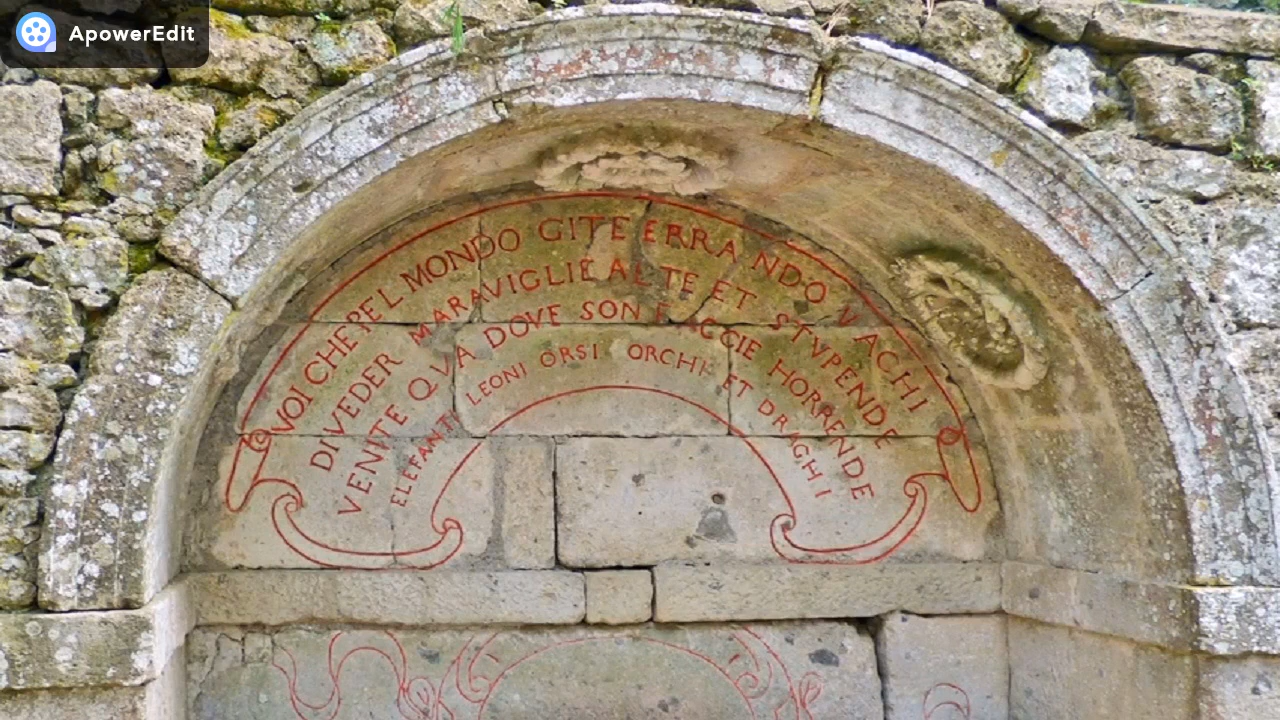 ApowerEdit
VOI CHE PEL MONDO GITE ERRANDO VACHI
DI VEDER MARAVIGLIE ALTE ET STVPENDE
VENITE QVA DOVE SON FACCIE HORRENDE
ELEFANTI LEONI ORSI ORCHI ET DRAGHI